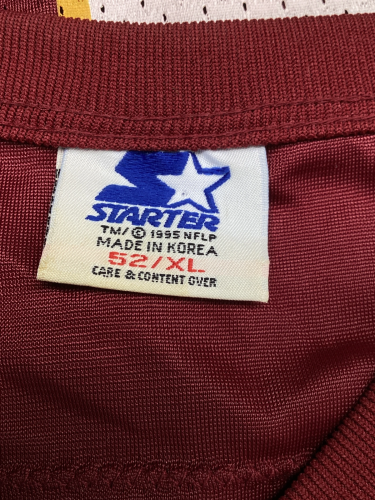 STARTER
TM/© 1995 NFLP
MADE IN KOREA
52/XL
CARE & CONTENT OVER